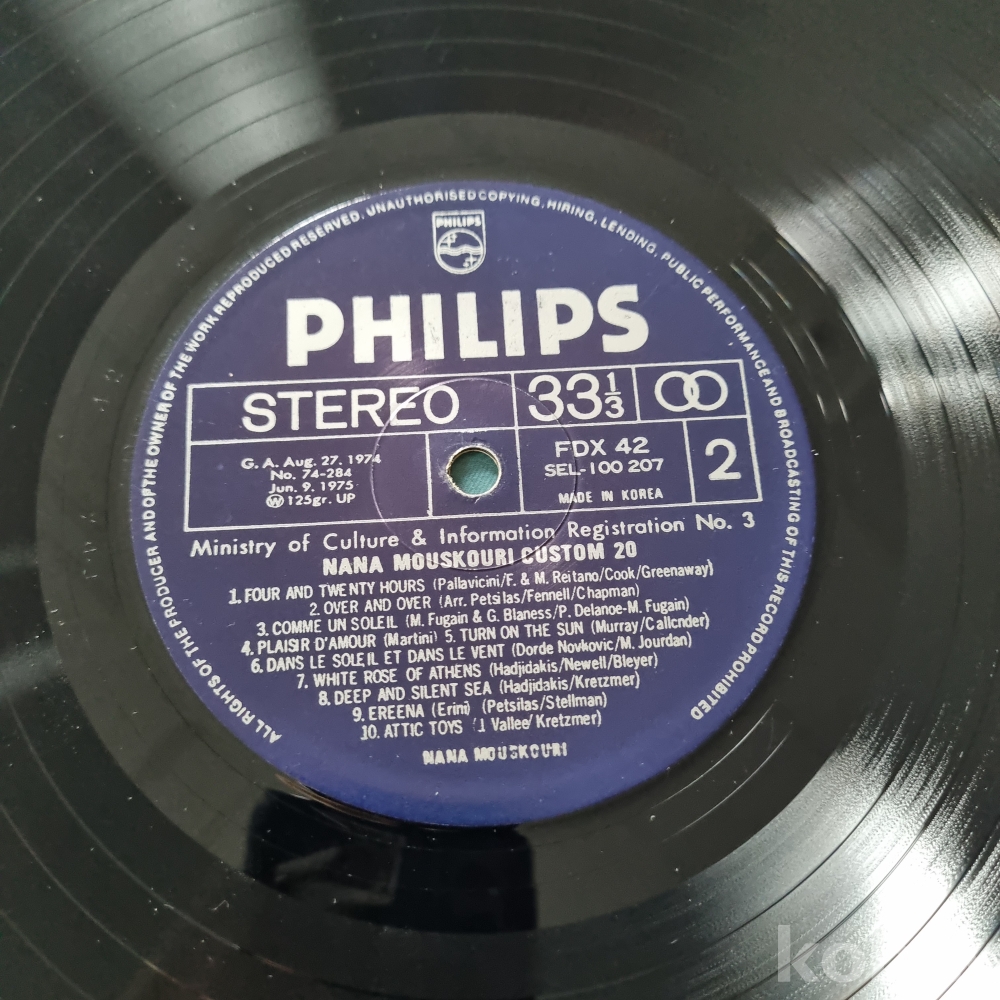 ALL RIGHTS OF THE PRODUCER AND OF THE OWNER OF THE WORK REPRODUCED RESERVED. UNAUTHORISED COPYING, HIRING, LENDING, PUBLIC PERFORMANCE AND BROADCASTING OF THIS RECORD PROHIBITED
PHILIPS
PHILIPS
STEREO 33 1/3
G. A. Aug. 27. 1974
No. 74-284
Jun. 9. 1975
Ⓦ 125gr. UP
FDX 42
SEL-100 207
MADE IN KOREA
2
Ministry of Culture & Information Registration No. 3
NANA MOUSKOURI CUSTOM 20
1. FOUR AND TWENTY HOURS (Pallavicini/F. & M. Reitano/Cook/Greenaway)
2. OVER AND OVER (Arr. Petsilas/Fennell/Chapman)
3. COMME UN SOLEIL (M. Fugain & G. Blaness/P. Delanoe-M. Fugain)
4. PLAISIR D'AMOUR (Martini) 5. TURN ON THE SUN (Murray/Callender)
6. DANS LE SOLEIL ET DANS LE VENT (Dorde Novkovic/M. Jourdan)
7. WHITE ROSE OF ATHENS (Hadjidakis/Newell/Bleyer)
8. DEEP AND SILENT SEA (Hadjidakis/Kretzmer)
9. EREENA (Erini) (Petsilas/Stellman)
10. ATTIC TOYS (J. Vallee/Kretzmer)
NANA MOUSKOURI